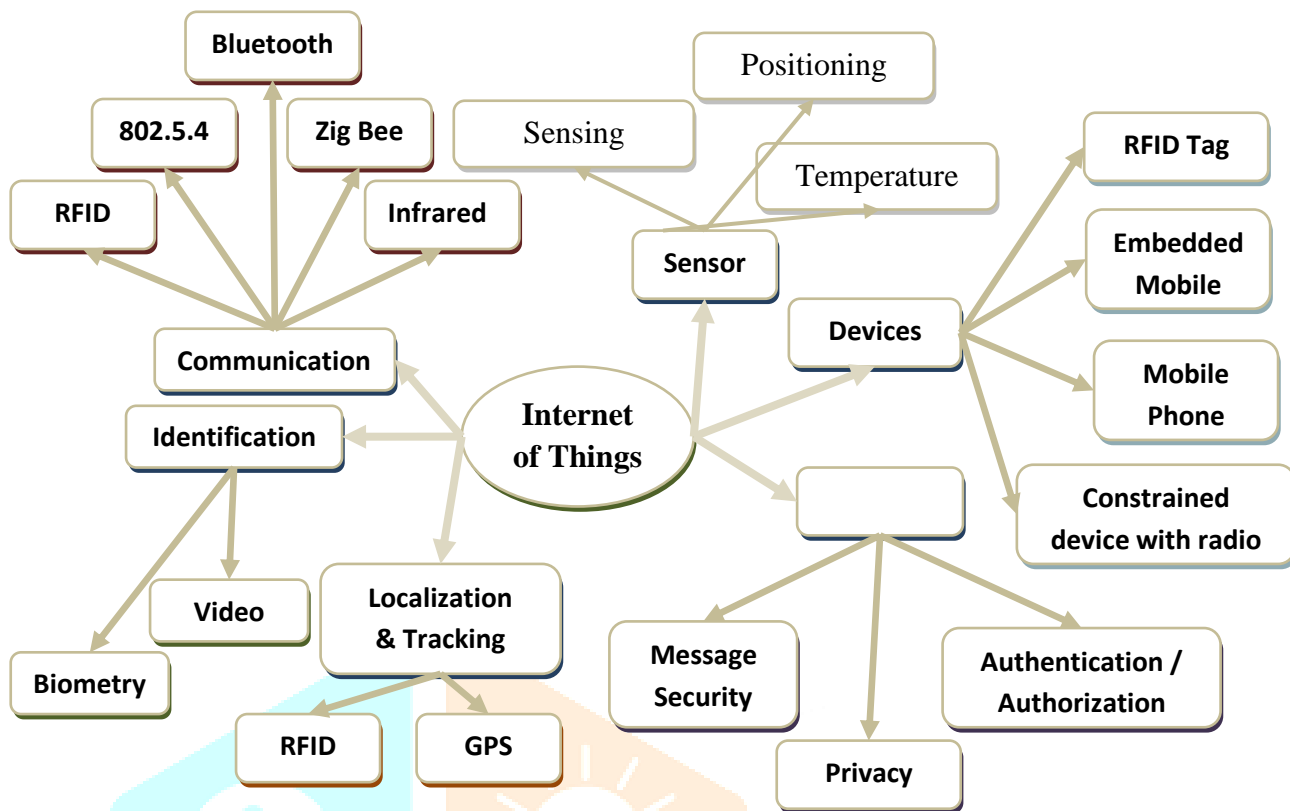 Bluetooth
Positioning
802.5.4
Zig Bee
Sensing
RFID Tag
Temperature
RFID
Infrared
Embedded
Mobile
Sensor
Devices
Communication
Mobile
Phone
Internet
of Things
Identification
Constrained
device with radio
Localization
& Tracking
Video
Message
Security
Authentication /
Authorization
Biometry
RFID
GPS
Privacy